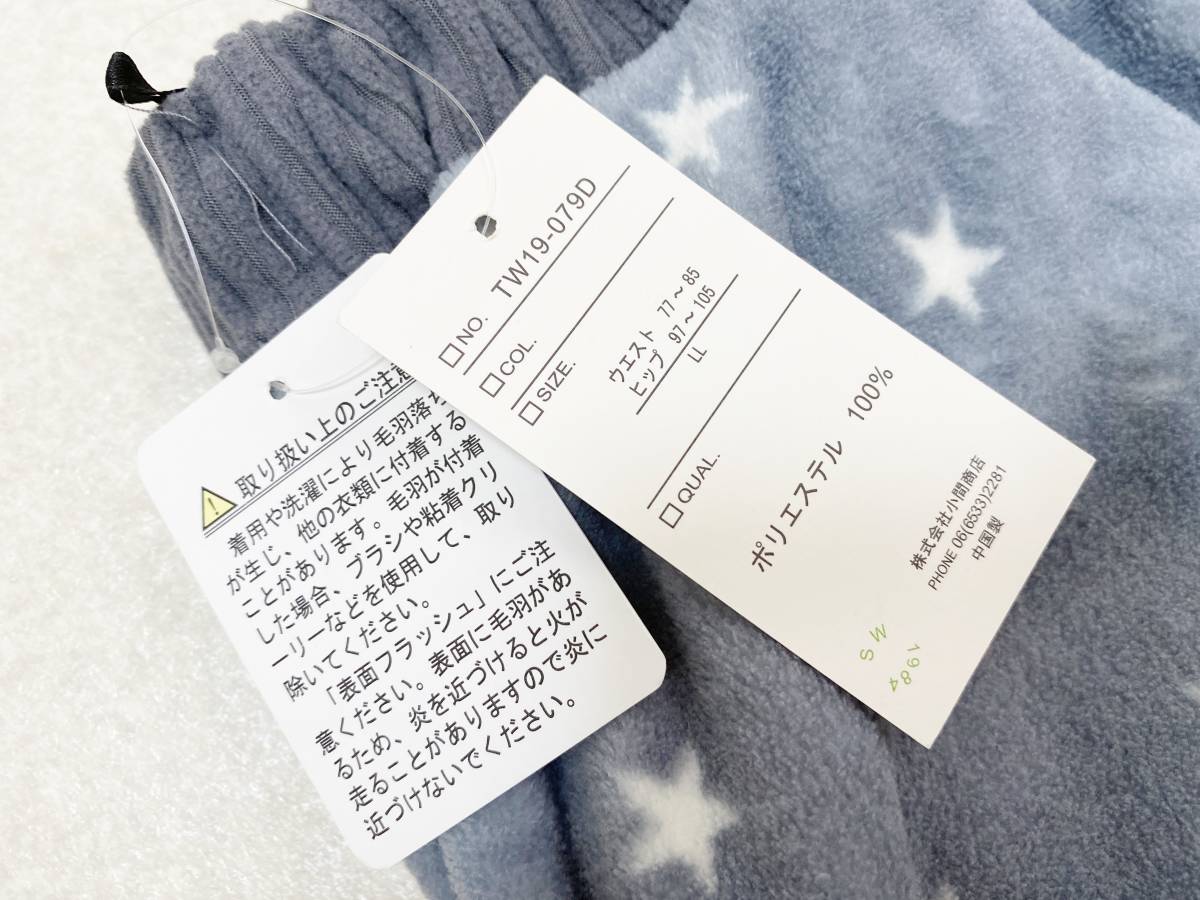 □NO. TW19-079D
□COL.
□SIZE.
ウエスト 77～85
ヒップ 97～105
LL
□QUAL.
ポリエステル 100%
株式会社小間商店
PHONE 06(6533)2281
中国製
SW
1984
取り扱い上のご注意
着用や洗濯により毛羽落ち
が生じ、他の衣類に付着する
ことがあります。毛羽が付着
した場合、ブラシや粘着クリ
ーリーなどを使用して、取り
除いてください。
「表面フラッシュ」にご注
意ください。表面に毛羽があ
るため、炎を近づけると火が
走ることがありますので炎に
近づけないでください。